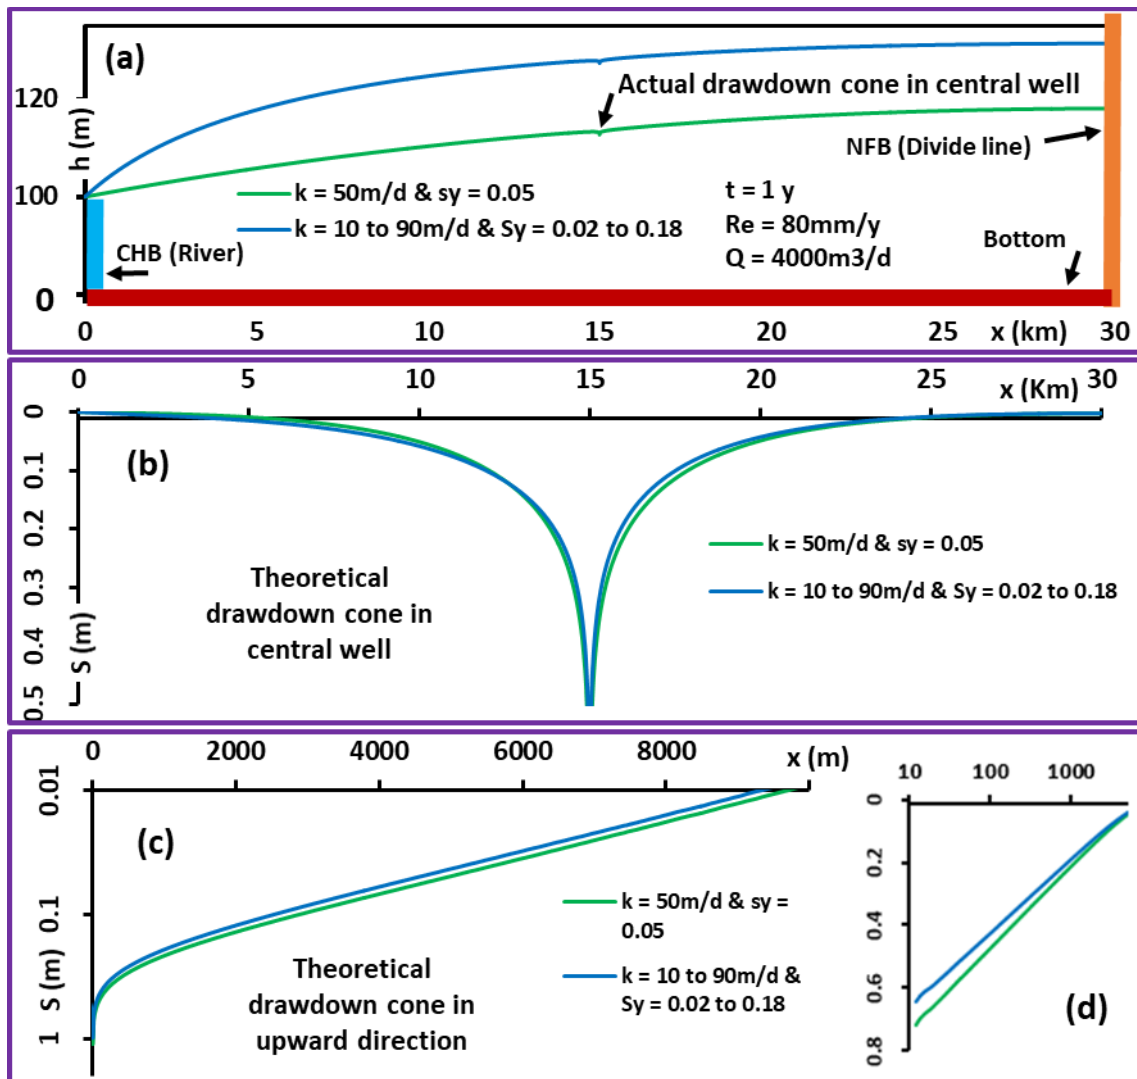 (a)
120
h (m)
100
0
Actual drawdown cone in central well
NFB (Divide line)
k = 50m/d & sy = 0.05
k = 10 to 90m/d & Sy = 0.02 to 0.18
t = 1 y
Re = 80mm/y
Q = 4000m3/d
CHB (River)
Bottom
0 5 10 15 20 25 x (km) 30
0 5 10 15 20 25 x (Km) 30
0
0.1
0.2
0.3
0.4
0.5
S (m)
(b)
Theoretical
drawdown cone in
central well
k = 50m/d & sy = 0.05
k = 10 to 90m/d & Sy = 0.02 to 0.18
0 2000 4000 6000 8000 x (m)
0.01
0.1
1
S (m)
(c)
Theoretical
drawdown cone in
upward direction
k = 50m/d & sy =
0.05
k = 10 to 90m/d &
Sy = 0.02 to 0.18
10 100 1000
0
0.2
0.4
0.6
0.8
(d)